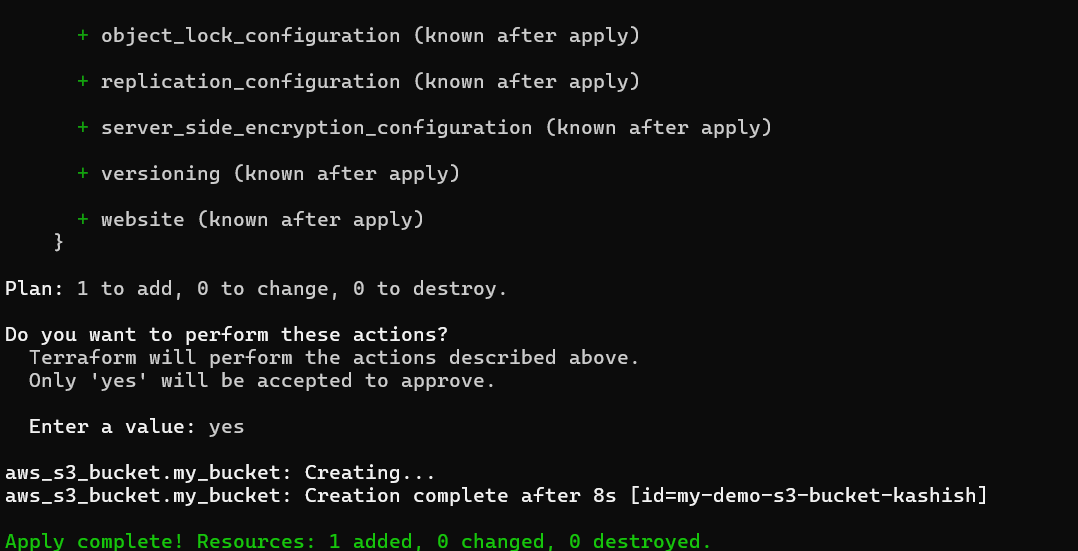 + object_lock_configuration (known after apply)
+ replication_configuration (known after apply)
+ server_side_encryption_configuration (known after apply)
+ versioning (known after apply)
+ website (known after apply)
}
Plan: 1 to add, 0 to change, 0 to destroy.
Do you want to perform these actions?
Terraform will perform the actions described above.
Only 'yes' will be accepted to approve.
Enter a value: yes
aws_s3_bucket.my_bucket: Creating...
aws_s3_bucket.my_bucket: Creation complete after 8s [id=my-demo-s3-bucket-kashish]
Apply complete! Resources: 1 added, 0 changed, 0 destroyed.